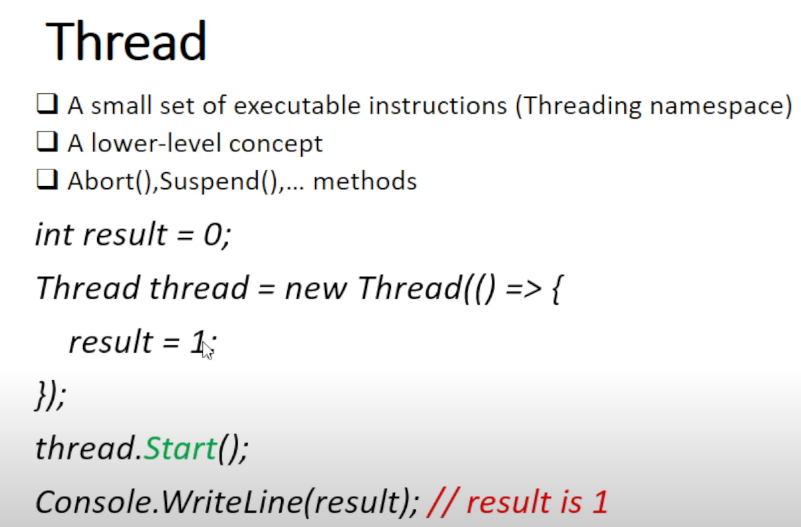 Thread
❑ A small set of executable instructions (Threading namespace)
❑ A lower-level concept
❑ Abort(),Suspend(),... methods
int result = 0;
Thread thread = new Thread(() => {
result = 1;
});
thread.Start();
Console.WriteLine(result); // result is 1